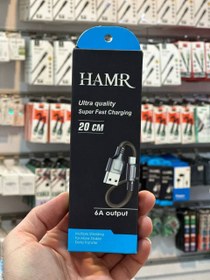 HAMR
Ultra quality
Super Fast Charging
20 CM
6A output